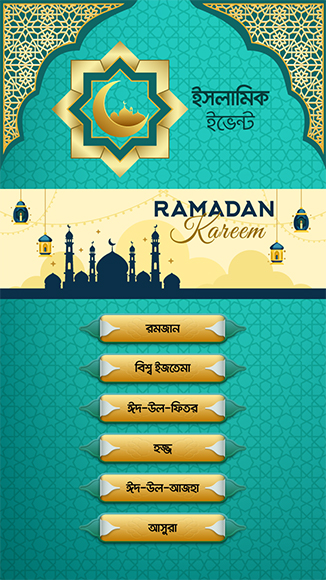 ইসলামিক
ইভেন্ট
RAMADAN
Kareem
রমজান
বিশ্ব ইজতেমা
ঈদ-উল-ফিতর
হজ্জ
ঈদ-উল-আজহা
আসুরা